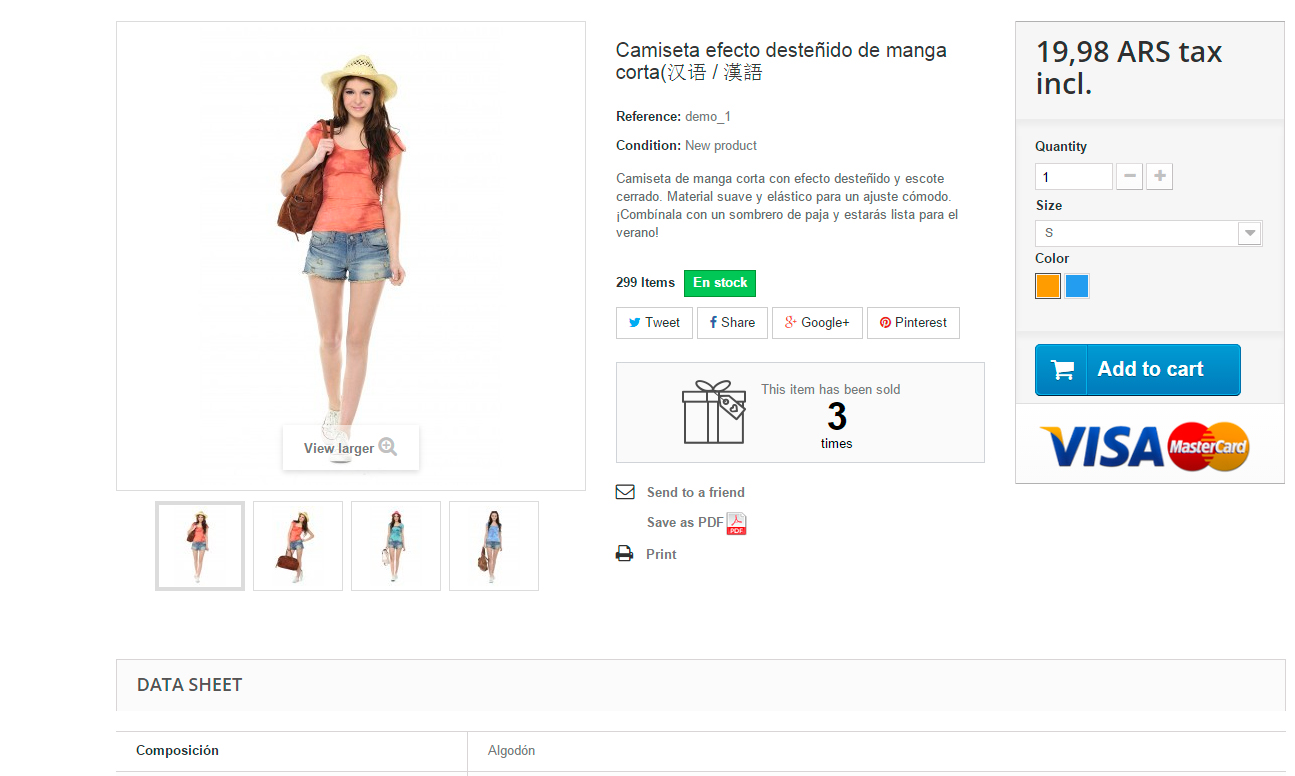 Camiseta efecto desteñido de manga
corta(汉语 / 漢語
Reference: demo_1
Condition: New product
Camiseta de manga corta con efecto desteñido y escote
cerrado. Material suave y elástico para un ajuste cómodo.
¡Combínala con un sombrero de paja y estarás lista para el
verano!
299 Items En stock
Tweet Share Google+ Pinterest
This item has been sold
3
times
Send to a friend
Save as PDF PDF
Print
View larger
19,98 ARS tax
incl.
Quantity
1
Size
S
Color
Add to cart
VISA MasterCard
DATA SHEET
Composición Algodón